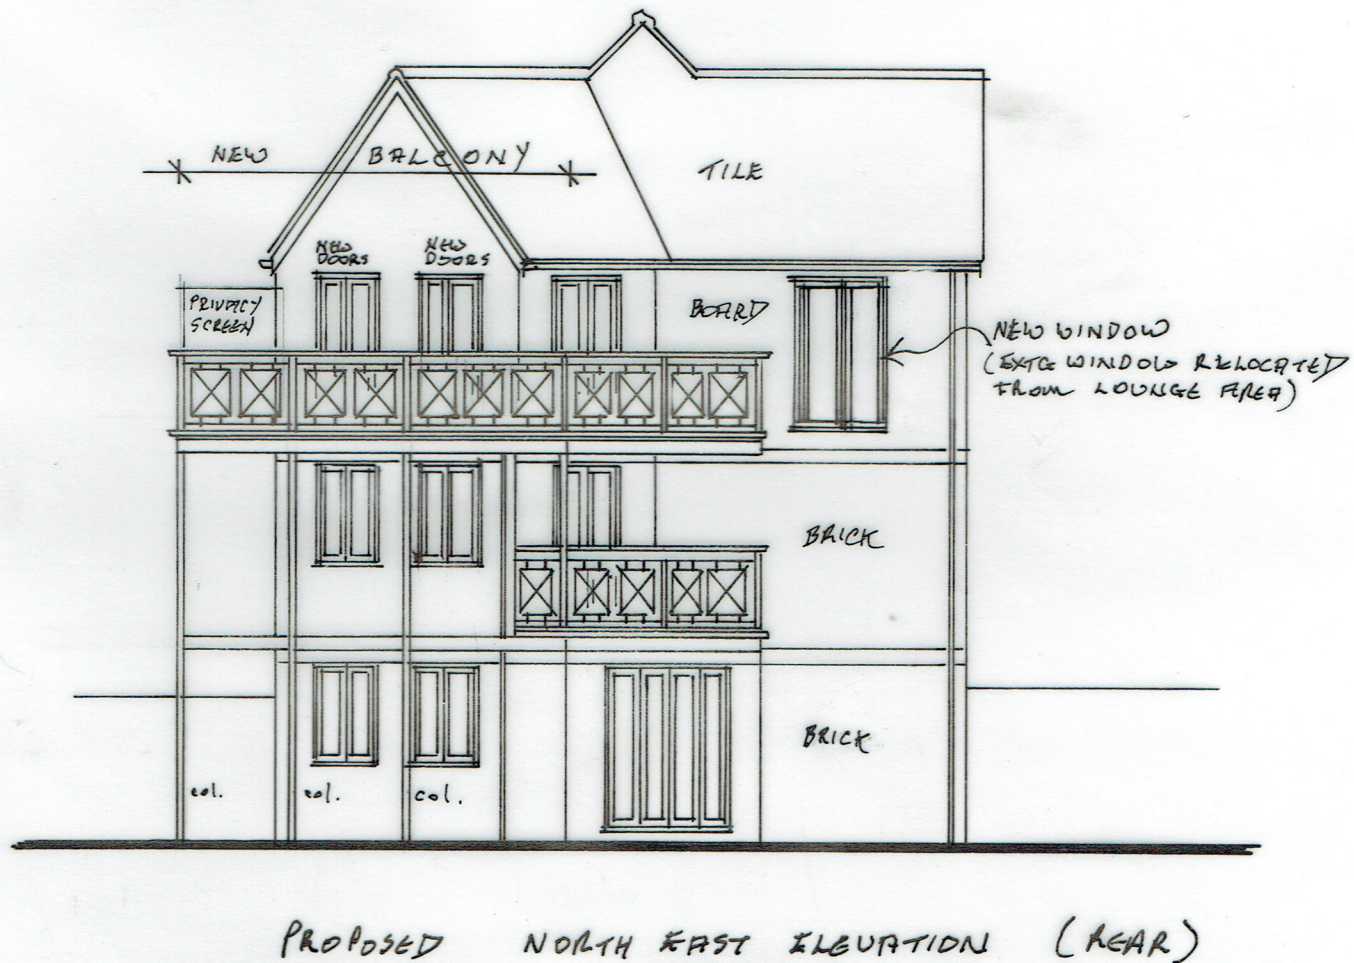 NEW BALCONY
TILE
NEW
DOORS
NEW
DOORS
PRIVACY
SCREEN
BOARD
NEW WINDOW
(EXTG WINDOW RELOCATED
FROM LOUNGE AREA)
BRICK
BRICK
col.
col.
col.
PROPOSED NORTH EAST ELEVATION (REAR)